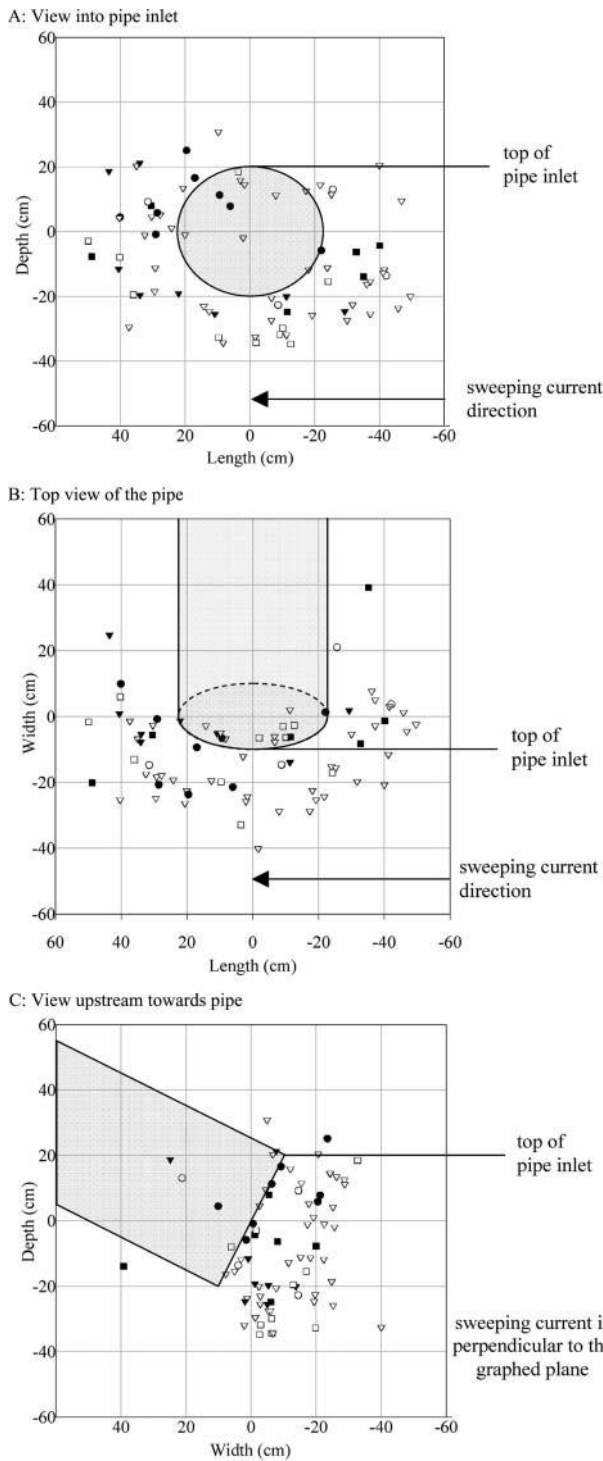 A: View into pipe inlet
60
40
20
0
-20
-40
-60
Depth (cm)
40
20
0
-20
-40
-60
Length (cm)
top of
pipe inlet
sweeping current
direction
B: Top view of the pipe
60
40
20
0
-20
-40
-60
Width (cm)
60
40
20
0
-20
-40
-60
Length (cm)
top of
pipe inlet
sweeping current
direction
C: View upstream towards pipe
60
40
20
0
-20
-40
-60
Depth (cm)
60
40
20
0
-20
-40
-60
Width (cm)
top of
pipe inlet
sweeping current i
perpendicular to th
graphed plane